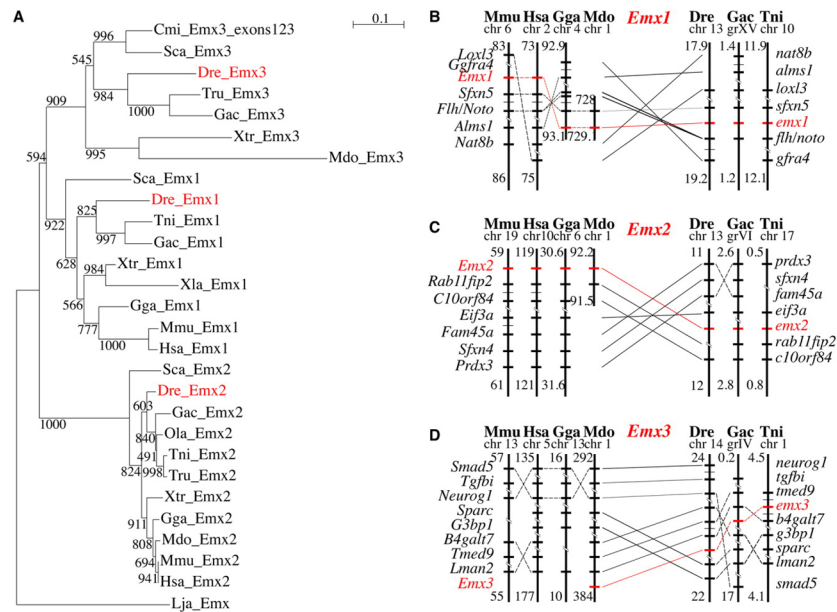 A
0.1
996
Cmi_Emx3_exons123
Sca_Emx3
545
Dre_Emx3
984
Tru_Emx3
1000
Gac_Emx3
909
Xtr_Emx3
995
Mdo_Emx3
594
Sca_Emx1
922
825
Dre_Emx1
Tni_Emx1
997
Gac_Emx1
628
984
Xtr_Emx1
Xla_Emx1
566
Gga_Emx1
777
Mmu_Emx1
1000
Hsa_Emx1
Sca_Emx2
1000
603
Dre_Emx2
Gac_Emx2
840
Ola_Emx2
491
Tni_Emx2
824
998
Tru_Emx2
Xtr_Emx2
911
Gga_Emx2
808
Mdo_Emx2
694
Mmu_Emx2
941
Hsa_Emx2
Lja_Emx
B
Mmu Hsa Gga Mdo Emx1 Dre Gac Tni
chr 6 chr 2 chr 4 chr 1 chr 13 grXV chr 10
83 73 92.9 17.9 1.4 11.9
Loxl3
Ggfra4
Emx1
Sfxn5
Flh/Noto
Alms1
Nat8b
728
93.1
729.1
86 75
nat8b
alms1
loxl3
sfxn5
emx1
flh/noto
gfra4
19.2 1.2 12.1
C
Mmu Hsa Gga Mdo Emx2 Dre Gac Tni
chr 19 chr10 chr 6 chr 1 chr 13 grVI chr 17
59 119 30.6 92.2 11 2.6 0.5
Emx2
Rab11fip2
C10orf84
Eif3a
Fam45a
Sfxn4
Prdx3
91.5
61 121 31.6
prdx3
sfxn4
fam45a
eif3a
emx2
rab11fip2
c10orf84
12 2.8 0.8
D
Mmu Hsa Gga Mdo Emx3 Dre Gac Tni
chr 13 chr 5 chr 13 chr 1 chr 14 grIV chr 1
57 135 16 292 24 0.2 4.5
Smad5
Tgfbi
Neurog1
Sparc
G3bp1
B4galt7
Tmed9
Lman2
Emx3
55 177 10 384
neurog1
tgfbi
tmed9
emx3
b4galt7
g3bp1
sparc
lman2
smad5
22 17 4.1